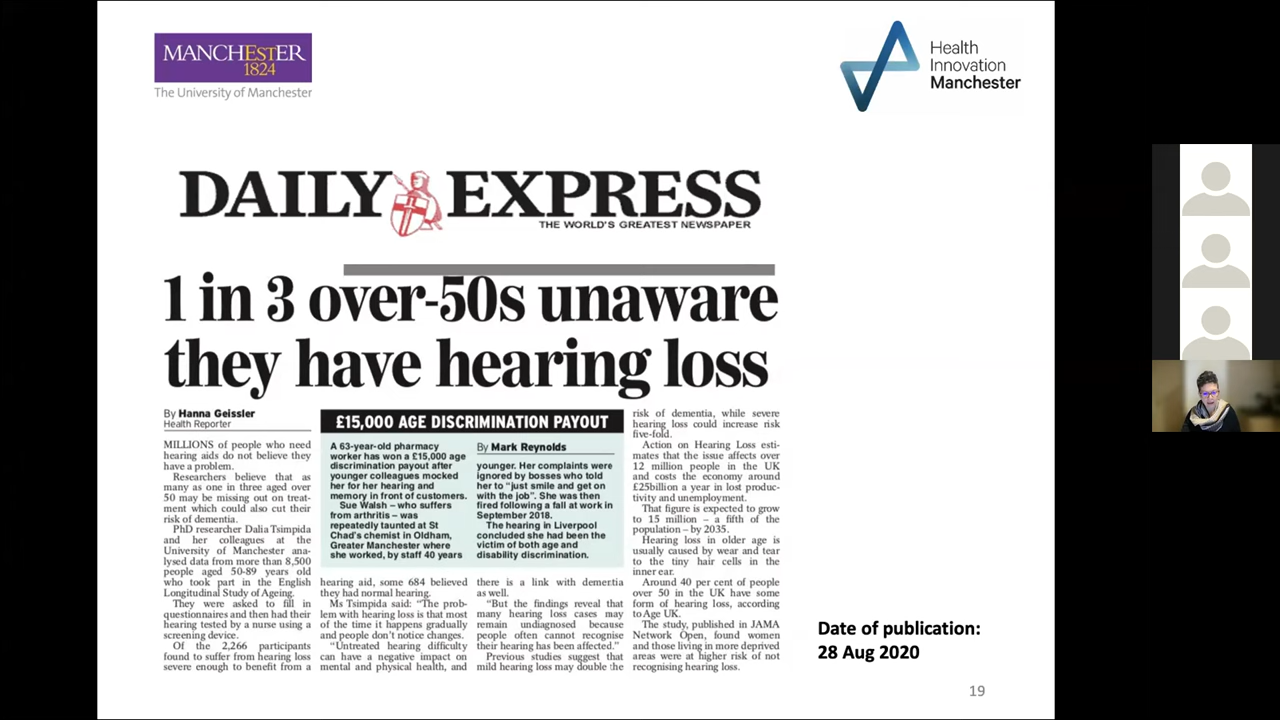 MANCHESTER
1824
The University of Manchester
Health
Innovation
Manchester
DAILY EXPRESS
THE WORLD'S GREATEST NEWSPAPER
1 in 3 over-50s unaware
they have hearing loss
By Hanna Geissler
Health Reporter
MILLIONS of people who need
hearing aids do not believe they
have a problem.
Researchers believe that as
many as one in three aged over
50 may be missing out on treat-
ment which could also cut their
risk of dementia.
PhD researcher Dalia Tsimpida
and her colleagues at the
University of Manchester ana-
lysed data from more than 8,500
people aged 50-89 years old
who took part in the English
Longitudinal Study of Ageing.
They were asked to fill in
questionnaires and then had their
hearing tested by a nurse using a
screening device.
Of the 2,266 participants
found to suffer from hearing loss
severe enough to benefit from a
£15,000 AGE DISCRIMINATION PAYOUT
A 63-year-old pharmacy
worker has won a £15,000 age
discrimination payout after
younger colleagues mocked
her for her hearing and
memory in front of customers.
Sue Walsh – who suffers
from arthritis – was
repeatedly taunted at St
Chad's chemist in Oldham,
Greater Manchester where
she worked, by staff 40 years
By Mark Reynolds
younger. Her complaints were
ignored by bosses who told
her to "just smile and get on
with the job". She was then
fired following a fall at work in
September 2018.
The hearing in Liverpool
concluded she had been the
victim of both age and
disability discrimination.
hearing aid, some 684 believed
they had normal hearing.
Ms Tsimpida said: "The prob-
lem with hearing loss is that most
of the time it happens gradually
and people don't notice changes.
"Untreated hearing difficulty
can have a negative impact on
mental and physical health, and
there is a link with dementia
as well.
"But the findings reveal that
many hearing loss cases may
remain undiagnosed because
people often cannot recognise
their hearing has been affected."
Previous studies suggest that
mild hearing loss may double the
risk of dementia, while severe
hearing loss could increase risk
five-fold.
Action on Hearing Loss esti-
mates that the issue affects over
12 million people in the UK
and costs the economy around
£25billion a year in lost produc-
tivity and unemployment.
That figure is expected to grow
to 15 million – a fifth of the
population – by 2035.
Hearing loss in older age is
usually caused by wear and tear
to the tiny hair cells in the
inner ear.
Around 40 per cent of people
over 50 in the UK have some
form of hearing loss, according
to Age UK.
The study, published in JAMA
Network Open, found women
and those living in more deprived
areas were at higher risk of not
recognising hearing loss.
Date of publication:
28 Aug 2020
19